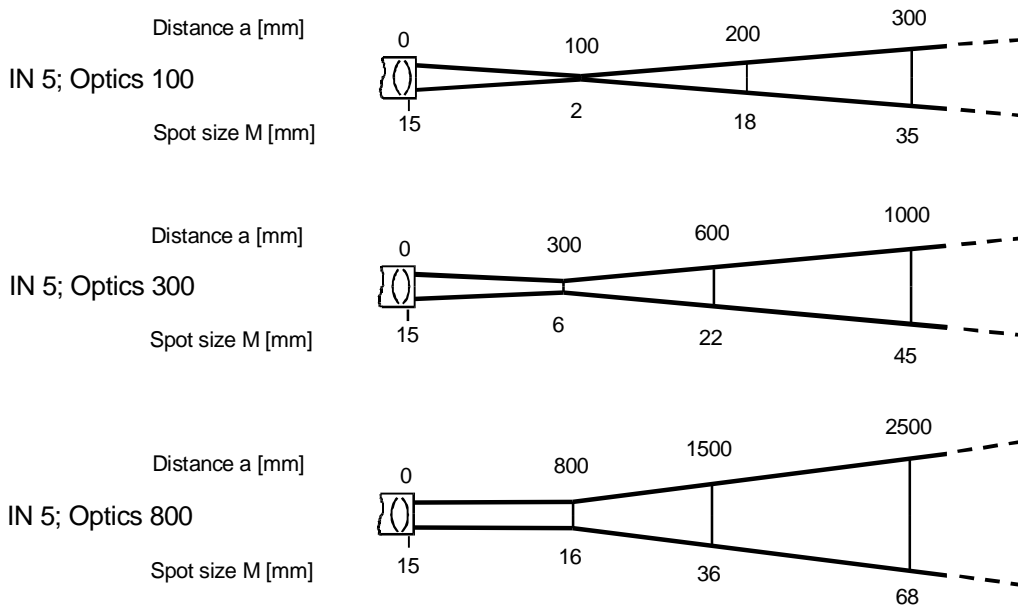 Distance a [mm] 0 100 200 300
IN 5; Optics 100
Spot size M [mm] 15 2 18 35
Distance a [mm] 0 300 600 1000
IN 5; Optics 300
Spot size M [mm] 15 6 22 45
Distance a [mm] 0 800 1500 2500
IN 5; Optics 800
Spot size M [mm] 15 16 36 68